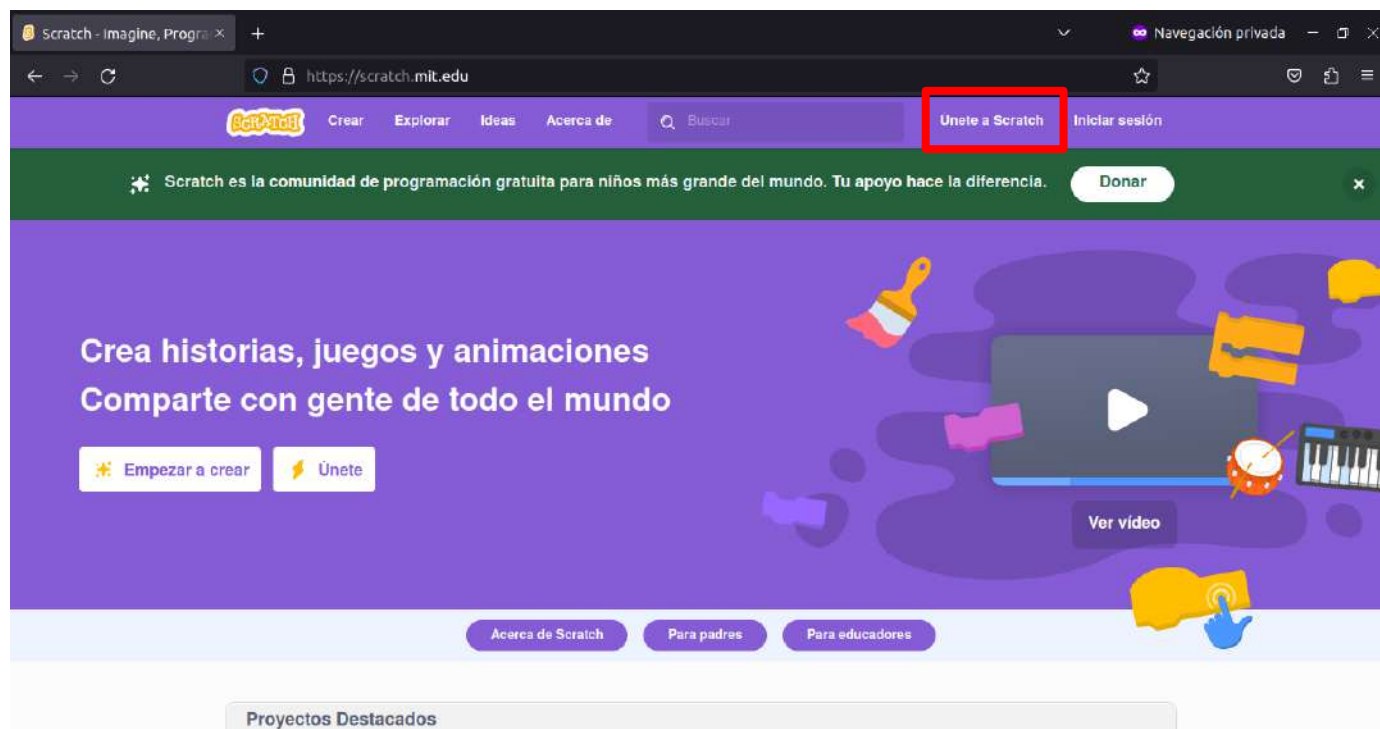 Scratch - Imagine, Progra
Navegación privada
https://scratch.mit.edu
SCRATCH Crear Explorar Ideas Acerca de Buscar Unete a Scratch Iniciar sesión
Scratch es la comunidad de programación gratuita para niños más grande del mundo. Tu apoyo hace la diferencia. Donar
Crea historias, juegos y animaciones
Comparte con gente de todo el mundo
Empezar a crear Únete
Ver vídeo
Acerca de Scratch Para padres Para educadores
Proyectos Destacados